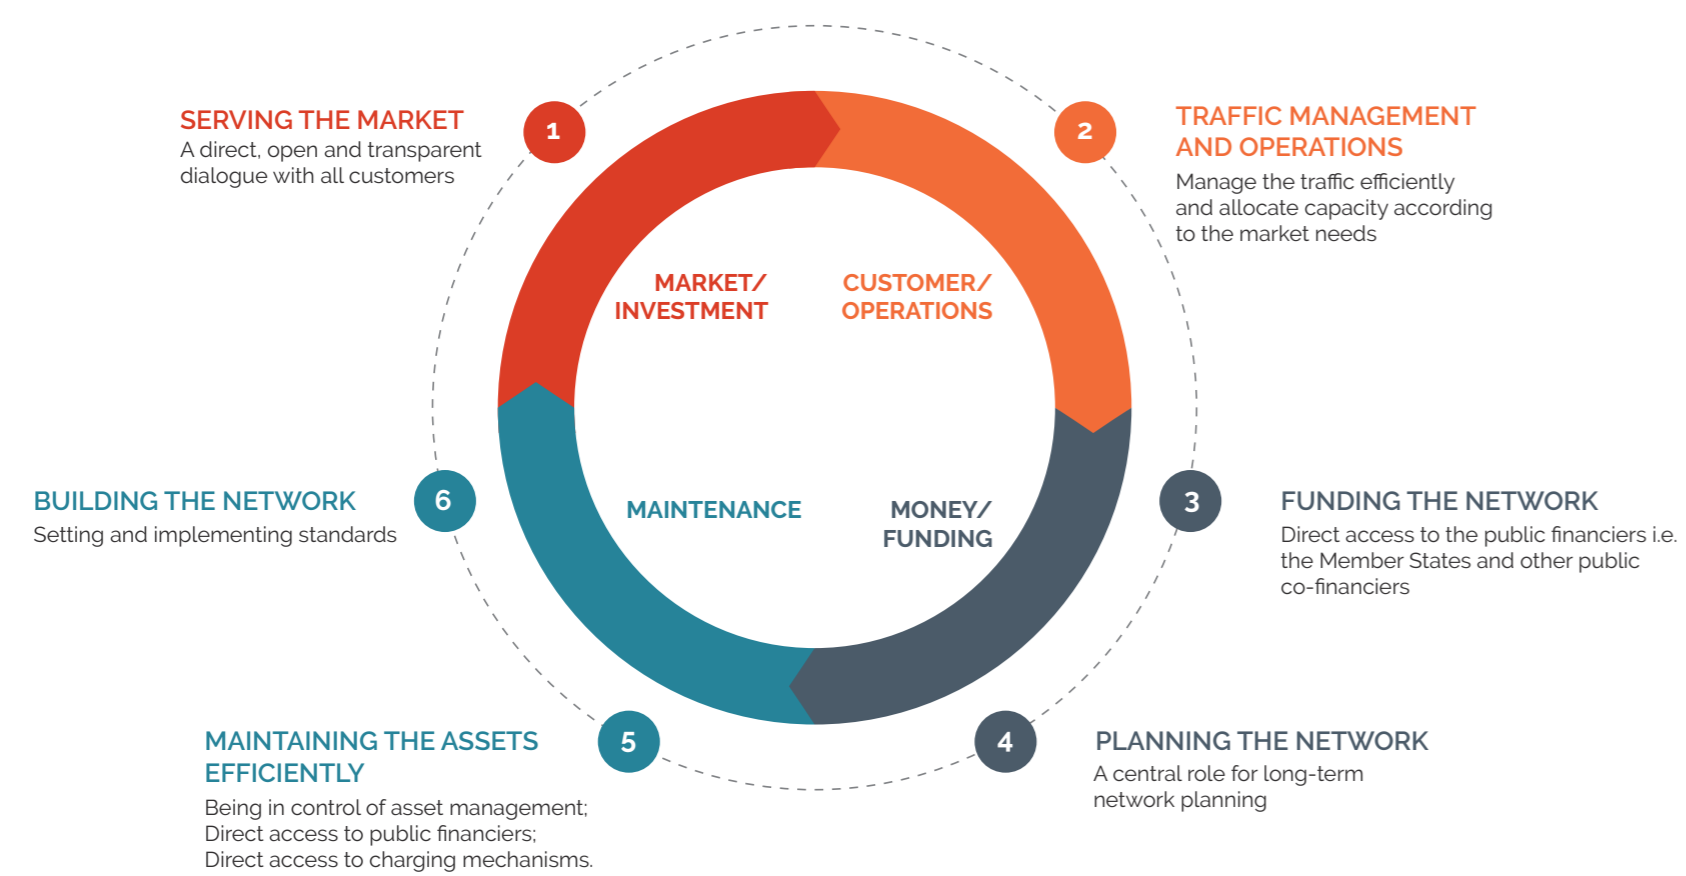 1
SERVING THE MARKET
A direct, open and transparent
dialogue with all customers
2
TRAFFIC MANAGEMENT
AND OPERATIONS
Manage the traffic efficiently
and allocate capacity according
to the market needs
MARKET/
INVESTMENT
CUSTOMER/
OPERATIONS
MAINTENANCE
MONEY/
FUNDING
3
FUNDING THE NETWORK
Direct access to the public financiers i.e.
the Member States and other public
co-financiers
4
PLANNING THE NETWORK
A central role for long-term
network planning
5
MAINTAINING THE ASSETS
EFFICIENTLY
Being in control of asset management;
Direct access to public financiers;
Direct access to charging mechanisms.
6
BUILDING THE NETWORK
Setting and implementing standards